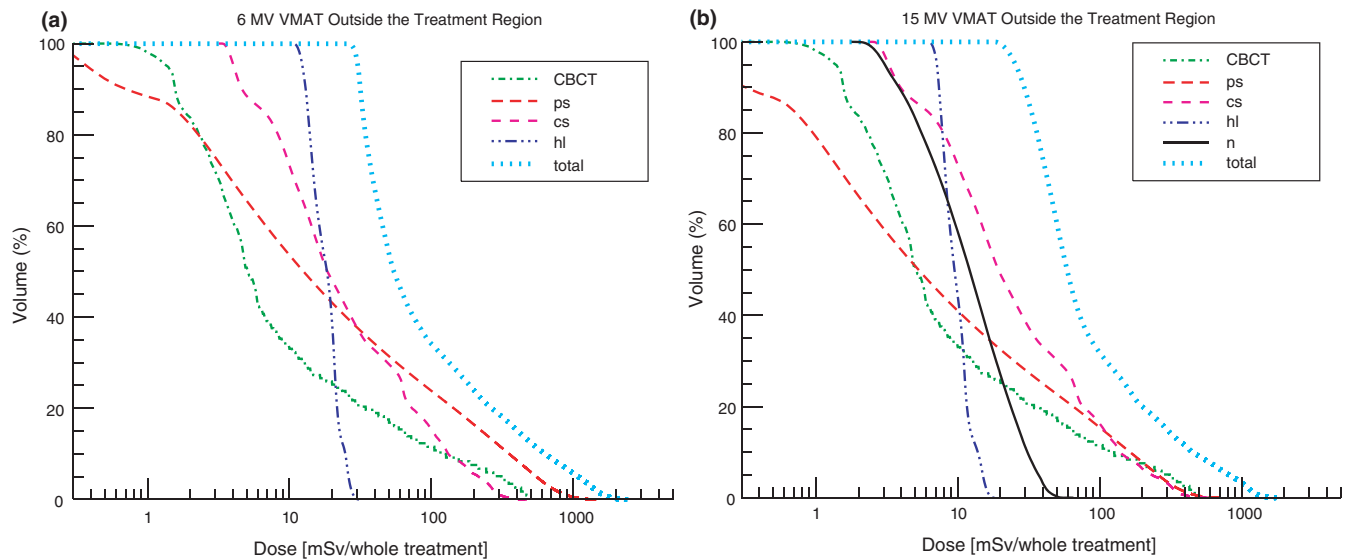 (a)
6 MV VMAT Outside the Treatment Region
CBCT
ps
cs
hl
total
100
80
60
40
20
0
Volume (%)
1
10
100
1000
Dose [mSv/whole treatment]
(b)
15 MV VMAT Outside the Treatment Region
CBCT
ps
cs
hl
n
total
100
80
60
40
20
0
Volume (%)
1
10
100
1000
Dose [mSv/whole treatment]